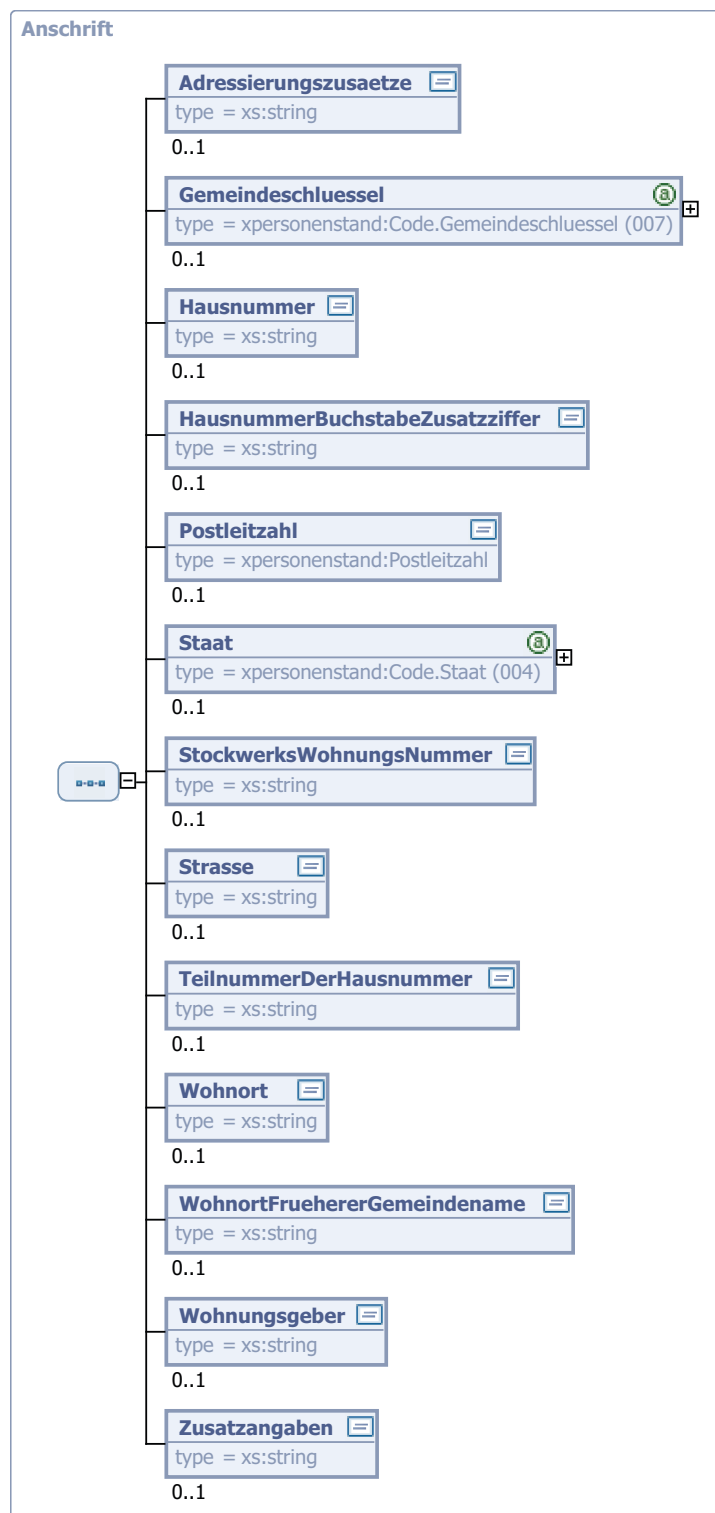 Anschrift
Adressierungszusaetze
type = xs:string
0..1
Gemeindeschluessel
type = xpersonenstand:Code.Gemeindeschluessel (007)
0..1
Hausnummer
type = xs:string
0..1
HausnummerBuchstabeZusatzziffer
type = xs:string
0..1
Postleitzahl
type = xpersonenstand:Postleitzahl
0..1
Staat
type = xpersonenstand:Code.Staat (004)
0..1
StockwerksWohnungsNummer
type = xs:string
0..1
Strasse
type = xs:string
0..1
TeilnummerDerHausnummer
type = xs:string
0..1
Wohnort
type = xs:string
0..1
WohnortFruehererGemeindename
type = xs:string
0..1
Wohnungsgeber
type = xs:string
0..1
Zusatzangaben
type = xs:string
0..1